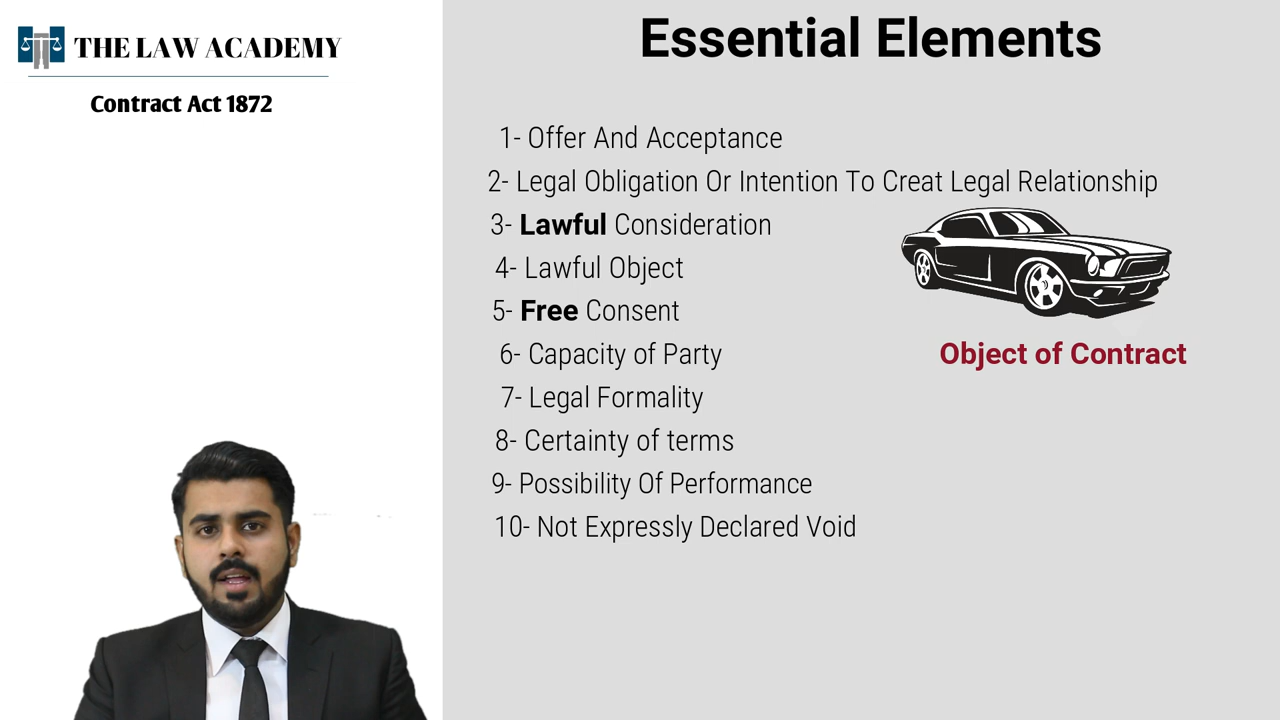 THE LAW ACADEMY
Contract Act 1872
Essential Elements
1- Offer And Acceptance
2- Legal Obligation Or Intention To Creat Legal Relationship
3- Lawful Consideration
4- Lawful Object
5- Free Consent
6- Capacity of Party
7- Legal Formality
8- Certainty of terms
9- Possibility Of Performance
10- Not Expressly Declared Void
Object of Contract